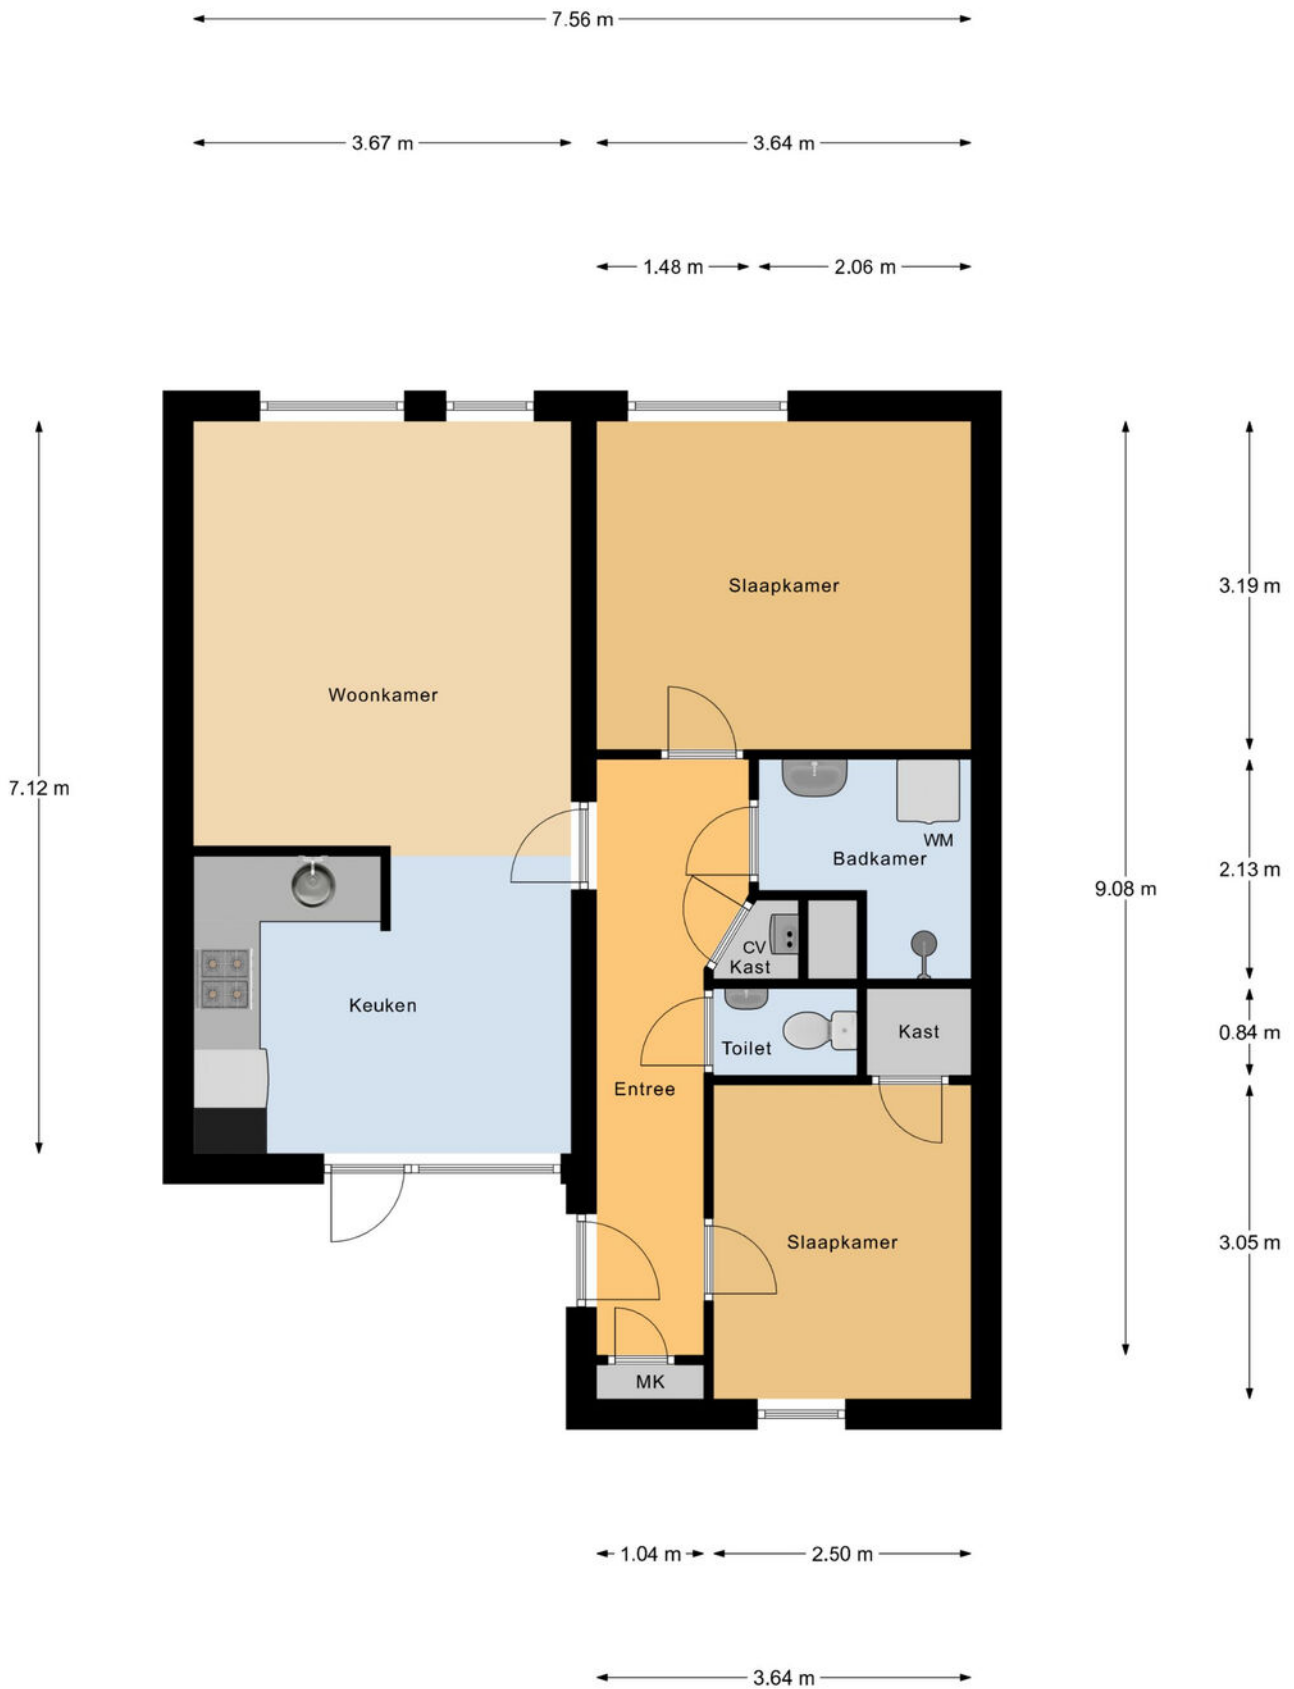 7.56 m
3.67 m
3.64 m
1.48 m
2.06 m
Slaapkamer
3.19 m
Woonkamer
7.12 m
WM
Badkamer
2.13 m
9.08 m
CV
Kast
Keuken
Kast
0.84 m
Toilet
Entree
Slaapkamer
3.05 m
MK
1.04 m
2.50 m
3.64 m